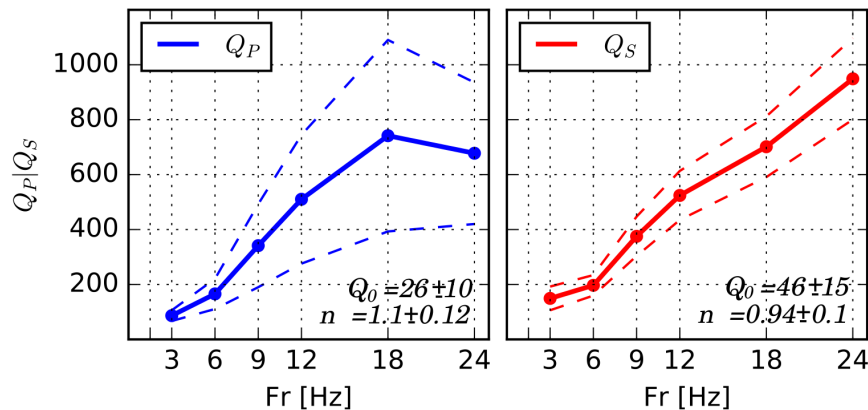 Q_P|Q_S
1000
800
600
400
200
Q_P
Q_0 =26±10
n =1.1±0.12
3 6 9 12 18 24
Fr [Hz]
Q_S
Q_0 =46±15
n =0.94±0.1
3 6 9 12 18 24
Fr [Hz]